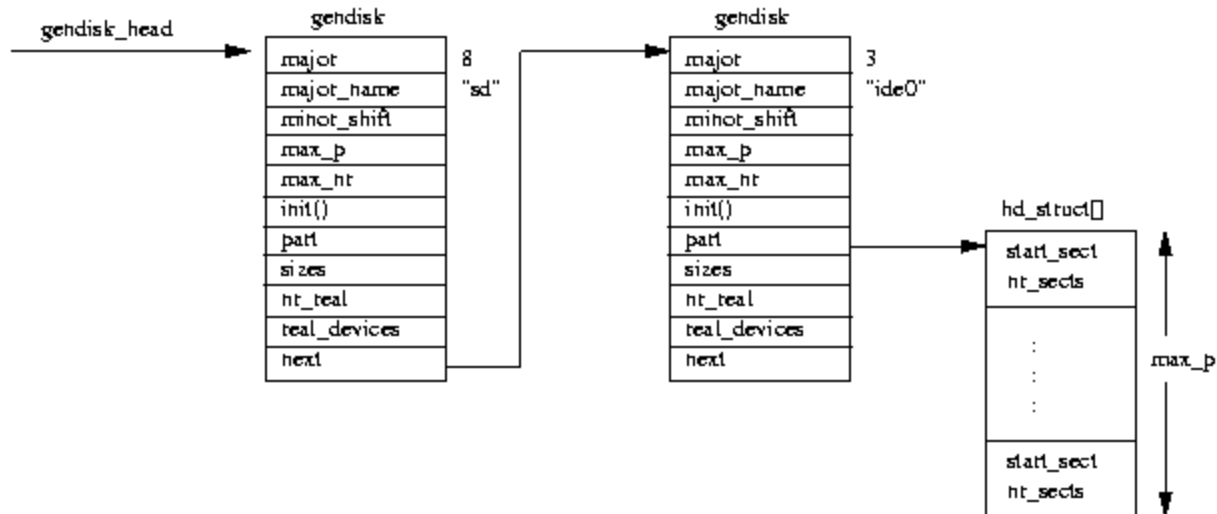 gendisk_head
gendisk
major
major_name
minor_shift
max_p
max_nr
init()
part
sizes
nr_real
real_devices
next
8
"sd"
gendisk
major
major_name
minor_shift
max_p
max_nr
init()
part
sizes
nr_real
real_devices
next
3
"ide0"
hd_struct[]
start_sect
nr_sects
:
:
:
start_sect
nr_sects
max_p